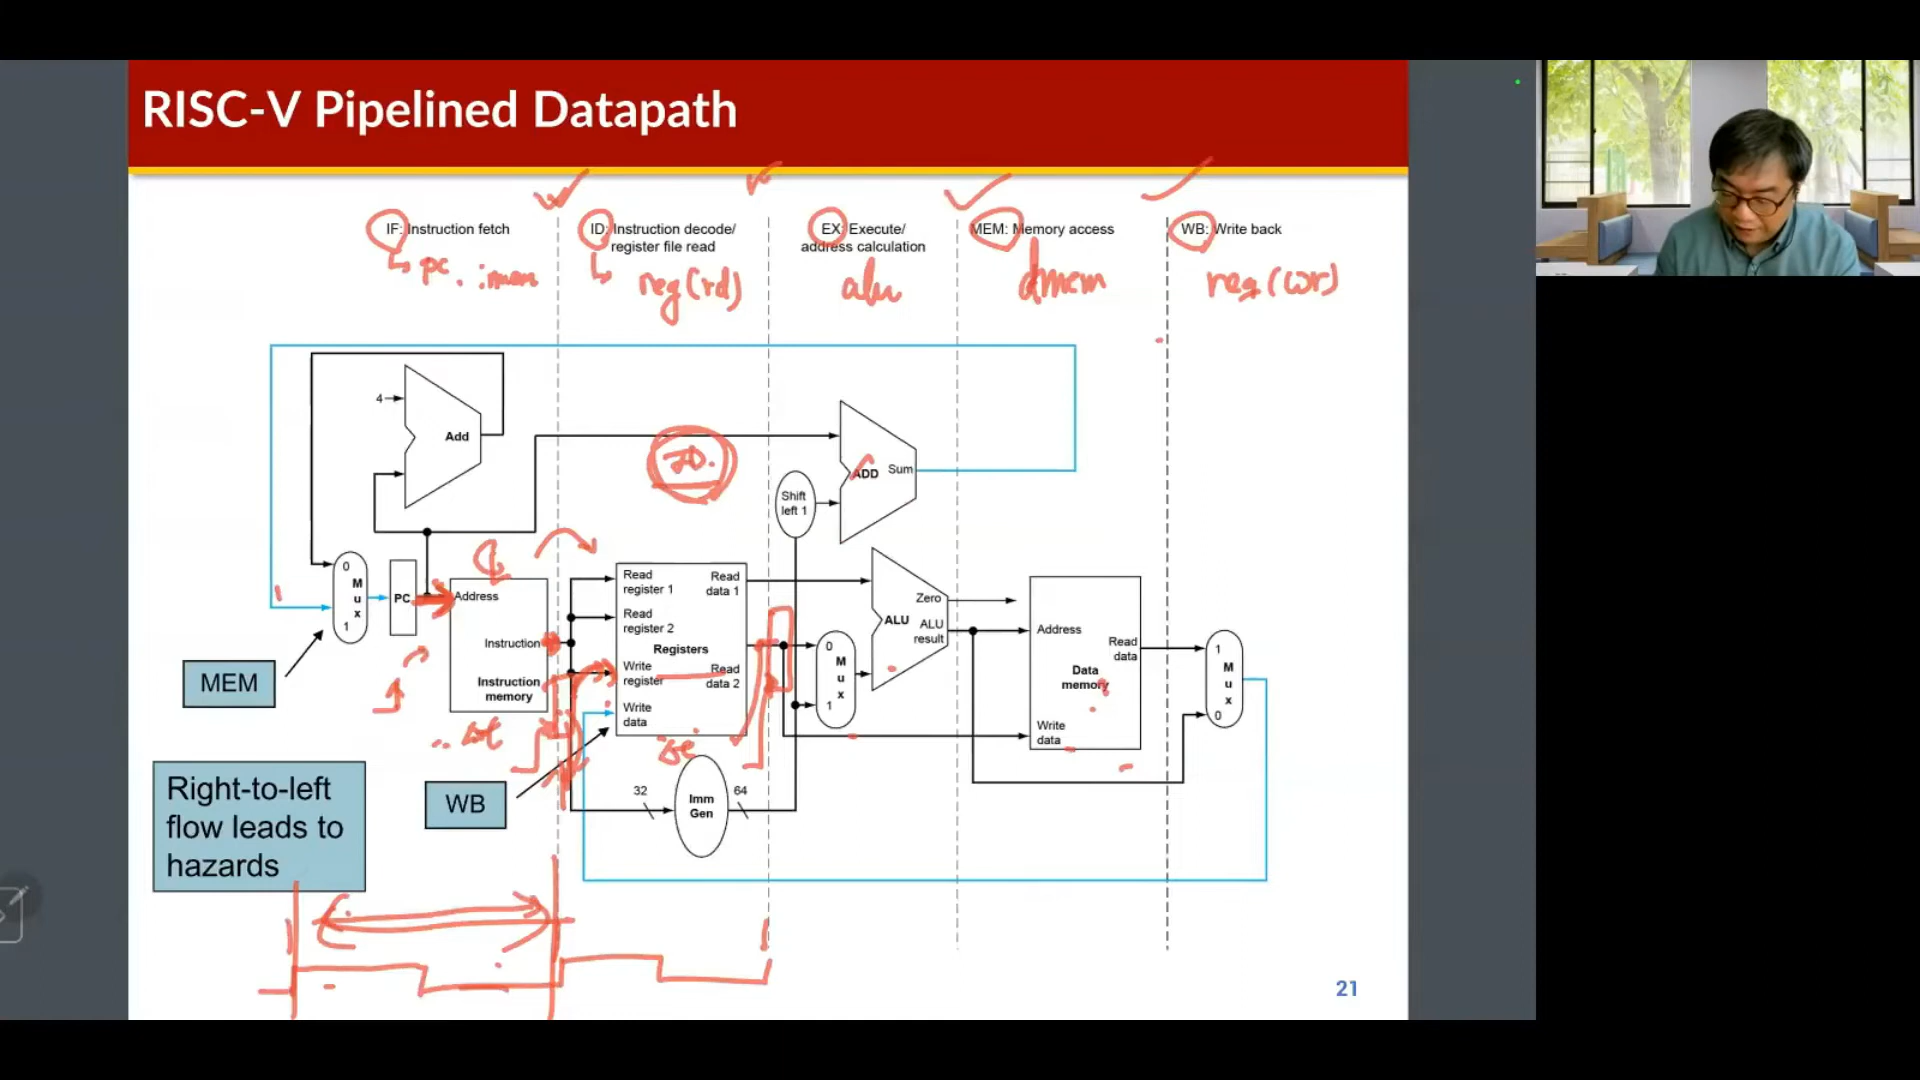 RISC-V Pipelined Datapath
IF: Instruction fetch
ID: Instruction decode/
register file read
EX: Execute/
address calculation
MEM: Memory access
WB: Write back
pc. imem
reg(rd)
alu
dmem
reg(wr)
4
Add
ID.
ADD Sum
Shift
left 1
0
M
u
x
1
PC
Address
Instruction
Instruction
memory
Read
register 1
Read
data 1
Read
register 2
Registers
Write
register
Read
data 2
Write
data
0
M
u
x
1
Zero
ALU
ALU
result
Address
Read
data
Data
memory
Write
data
1
M
u
x
0
MEM
WB
Δt
32
Imm
Gen
64
Right-to-left
flow leads to
hazards
21